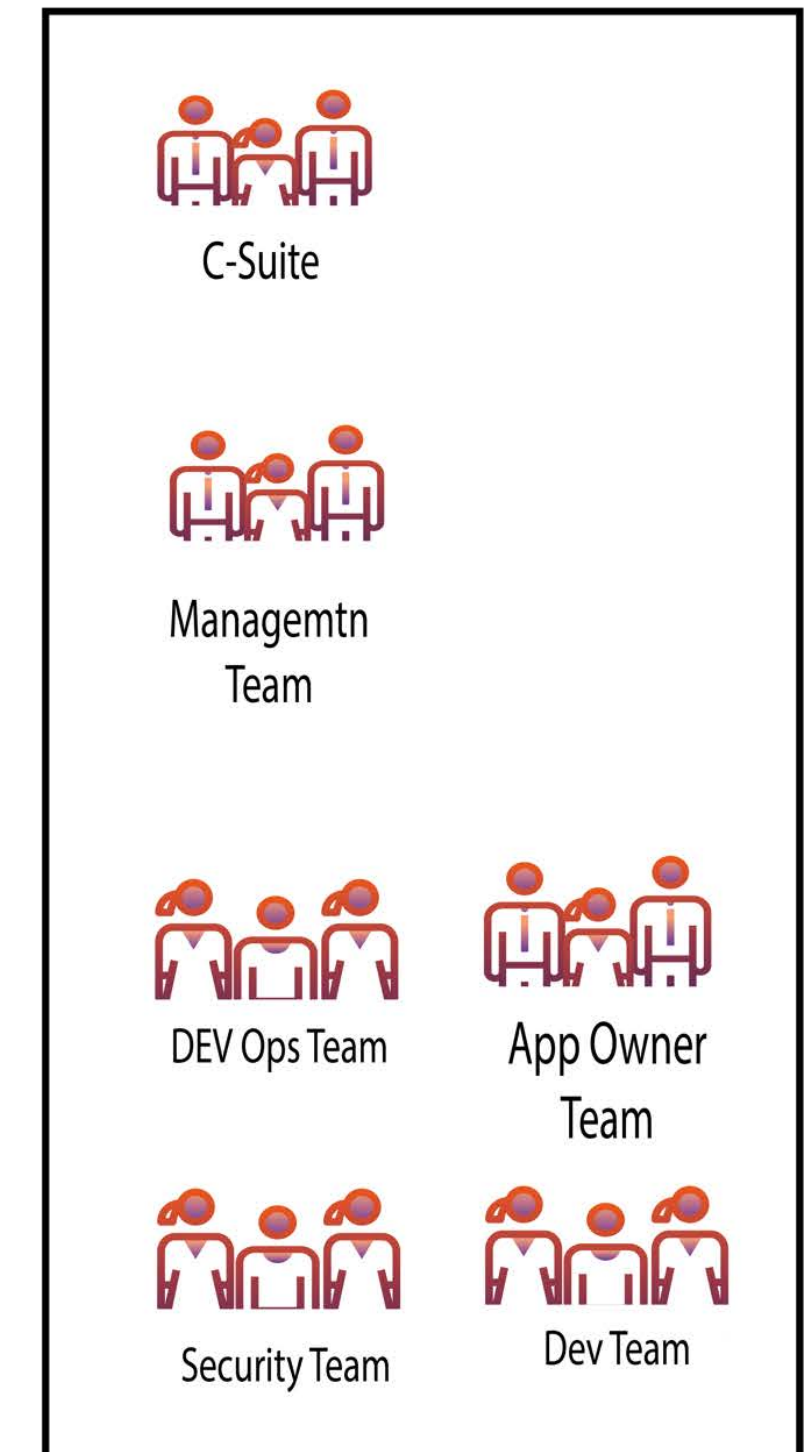 C-Suite
Managemtn
Team
DEV Ops Team
App Owner
Team
Security Team
Dev Team